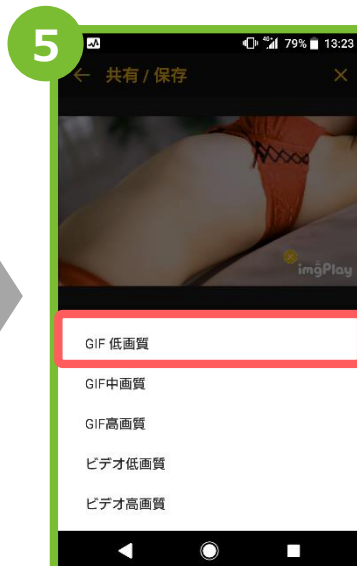 5
79% 13:23
← 共有 / 保存 ×
imgPlay
GIF 低画質
GIF中画質
GIF高画質
ビデオ低画質
ビデオ高画質